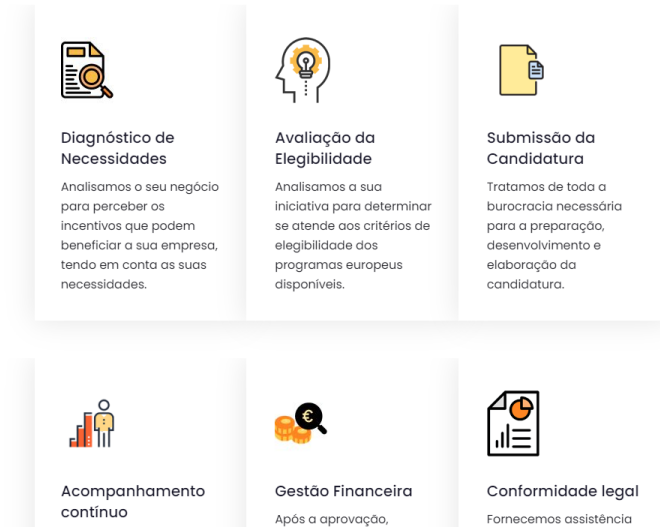 Diagnóstico de
Necessidades
Analisamos o seu negócio
para perceber os
incentivos que podem
beneficiar a sua empresa,
tendo em conta as suas
necessidades.
Avaliação da
Elegibilidade
Analisamos a sua
iniciativa para determinar
se atende aos critérios de
elegibilidade dos
programas europeus
disponíveis.
Submissão da
Candidatura
Tratamos de toda a
burocracia necessária
para a preparação,
desenvolvimento e
elaboração da
candidatura.
Acompanhamento
contínuo
Gestão Financeira
Após a aprovação,
Conformidade legal
Fornecemos assistência